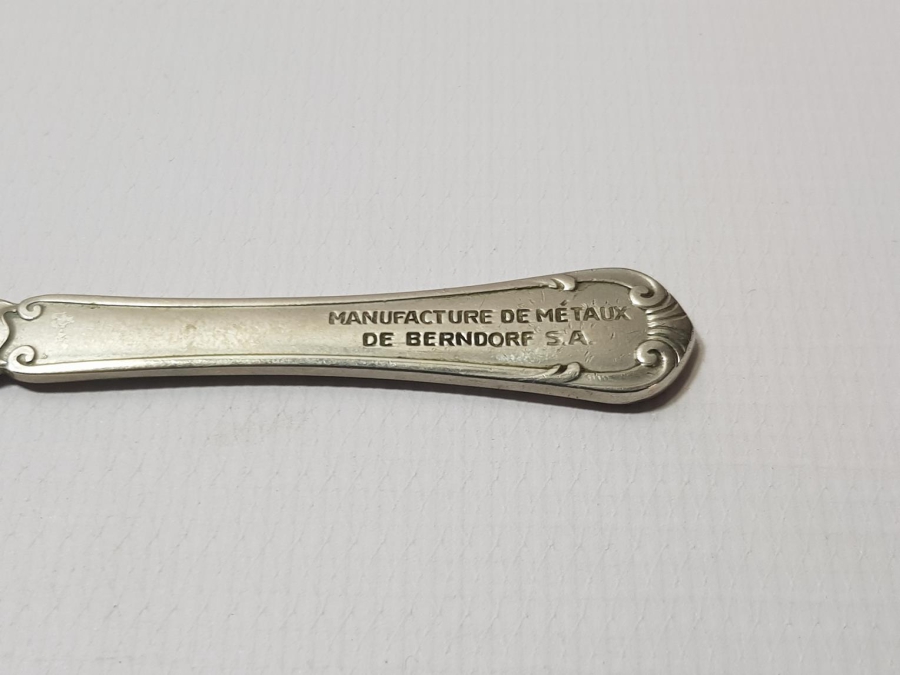 MANUFACTURE DE MÉTAUX
DE BERNDORF S.A.